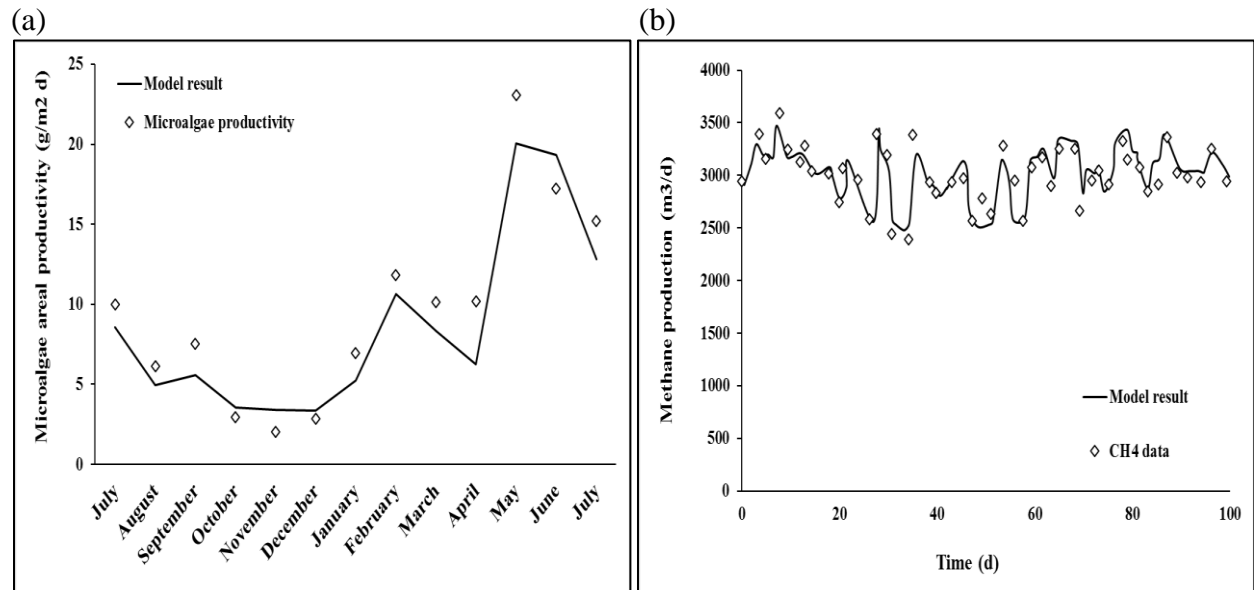 (a)
25
20
15
10
5
0
Microalgae areal productivity (g/m2 d)
Model result
Microalgae productivity
July
August
September
October
November
December
January
February
March
April
May
June
July
(b)
4000
3500
3000
2500
2000
1500
1000
500
0
Methane production (m3/d)
Model result
CH4 data
0
20
40
60
80
100
Time (d)